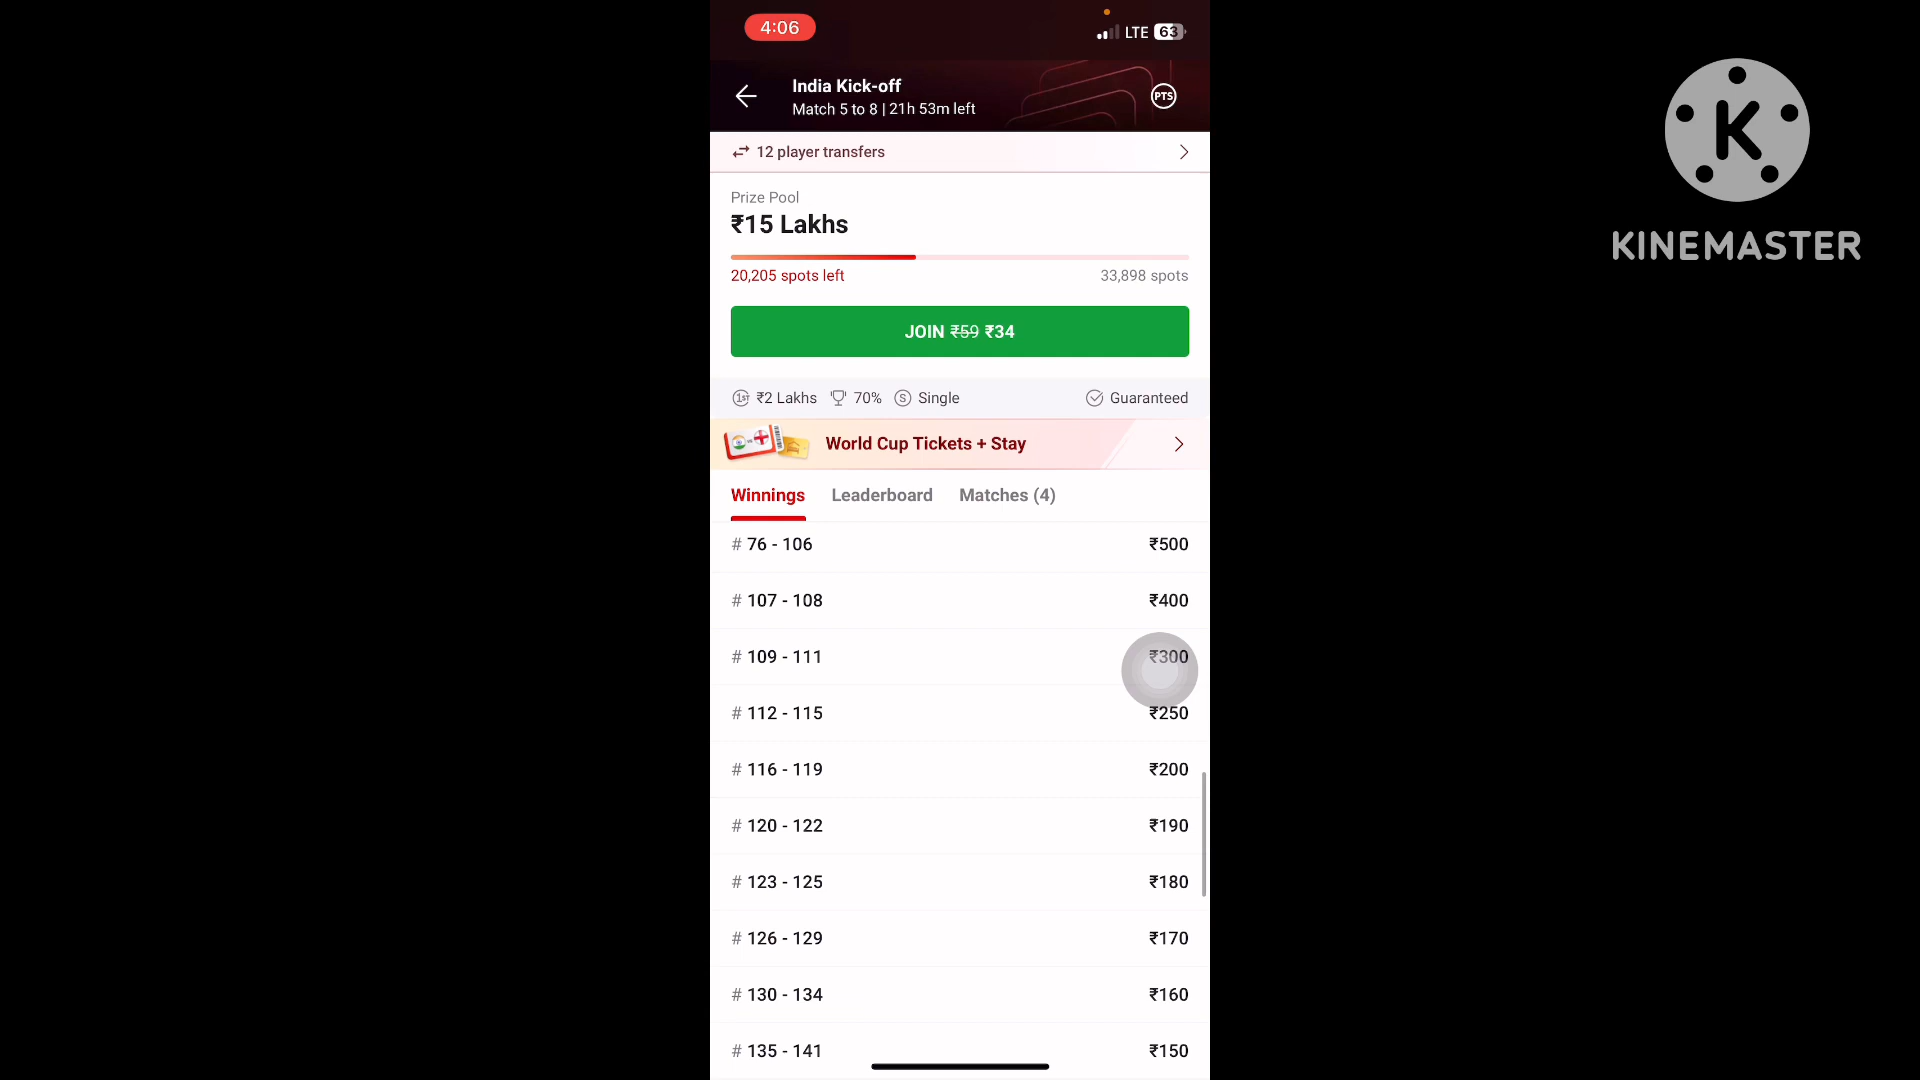 4:06
LTE 63
India Kick-off
Match 5 to 8 | 21h 53m left
PTS
12 player transfers
Prize Pool
₹15 Lakhs
20,205 spots left
33,898 spots
JOIN ₹59 ₹34
1ST ₹2 Lakhs 70% S Single Guaranteed
World Cup Tickets + Stay
Winnings Leaderboard Matches (4)
# 76 - 106 ₹500
# 107 - 108 ₹400
# 109 - 111 ₹300
# 112 - 115 ₹250
# 116 - 119 ₹200
# 120 - 122 ₹190
# 123 - 125 ₹180
# 126 - 129 ₹170
# 130 - 134 ₹160
# 135 - 141 ₹150
K
KINEMASTER